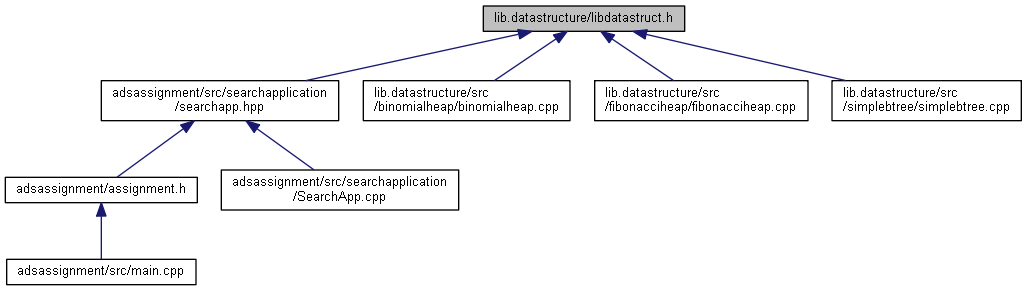 lib.datastructure/libdatastruct.h
adsassignment/src/searchapplication
/searchapp.hpp
lib.datastructure/src
/binomialheap/binomialheap.cpp
lib.datastructure/src
/fibonacciheap/fibonacciheap.cpp
lib.datastructure/src
/simplebtree/simplebtree.cpp
adsassignment/assignment.h
adsassignment/src/searchapplication
/SearchApp.cpp
adsassignment/src/main.cpp